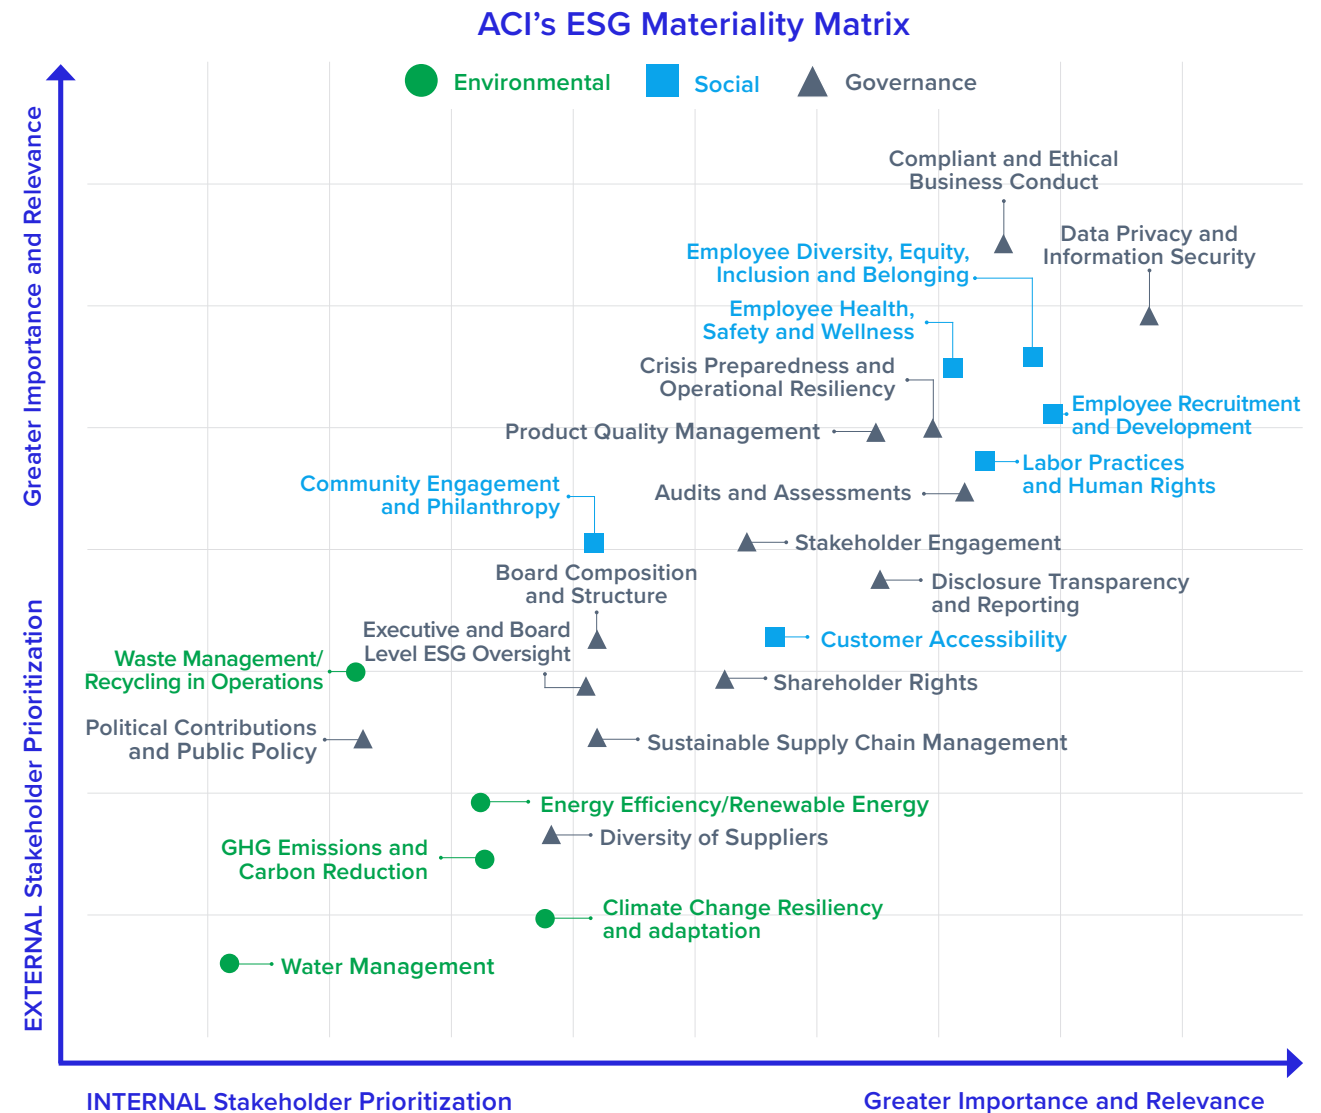 ACI’s ESG Materiality Matrix
Environmental
Social
Governance
Greater Importance and Relevance
EXTERNAL Stakeholder Prioritization
Compliant and Ethical
Business Conduct
Data Privacy and
Information Security
Employee Diversity, Equity,
Inclusion and Belonging
Employee Health,
Safety and Wellness
Crisis Preparedness and
Operational Resiliency
Employee Recruitment
and Development
Product Quality Management
Labor Practices
and Human Rights
Community Engagement
and Philanthropy
Audits and Assessments
Stakeholder Engagement
Board Composition
and Structure
Disclosure Transparency
and Reporting
Executive and Board
Level ESG Oversight
Customer Accessibility
Waste Management/
Recycling in Operations
Shareholder Rights
Political Contributions
and Public Policy
Sustainable Supply Chain Management
Energy Efficiency/Renewable Energy
Diversity of Suppliers
GHG Emissions and
Carbon Reduction
Climate Change Resiliency
and adaptation
Water Management
INTERNAL Stakeholder Prioritization
Greater Importance and Relevance